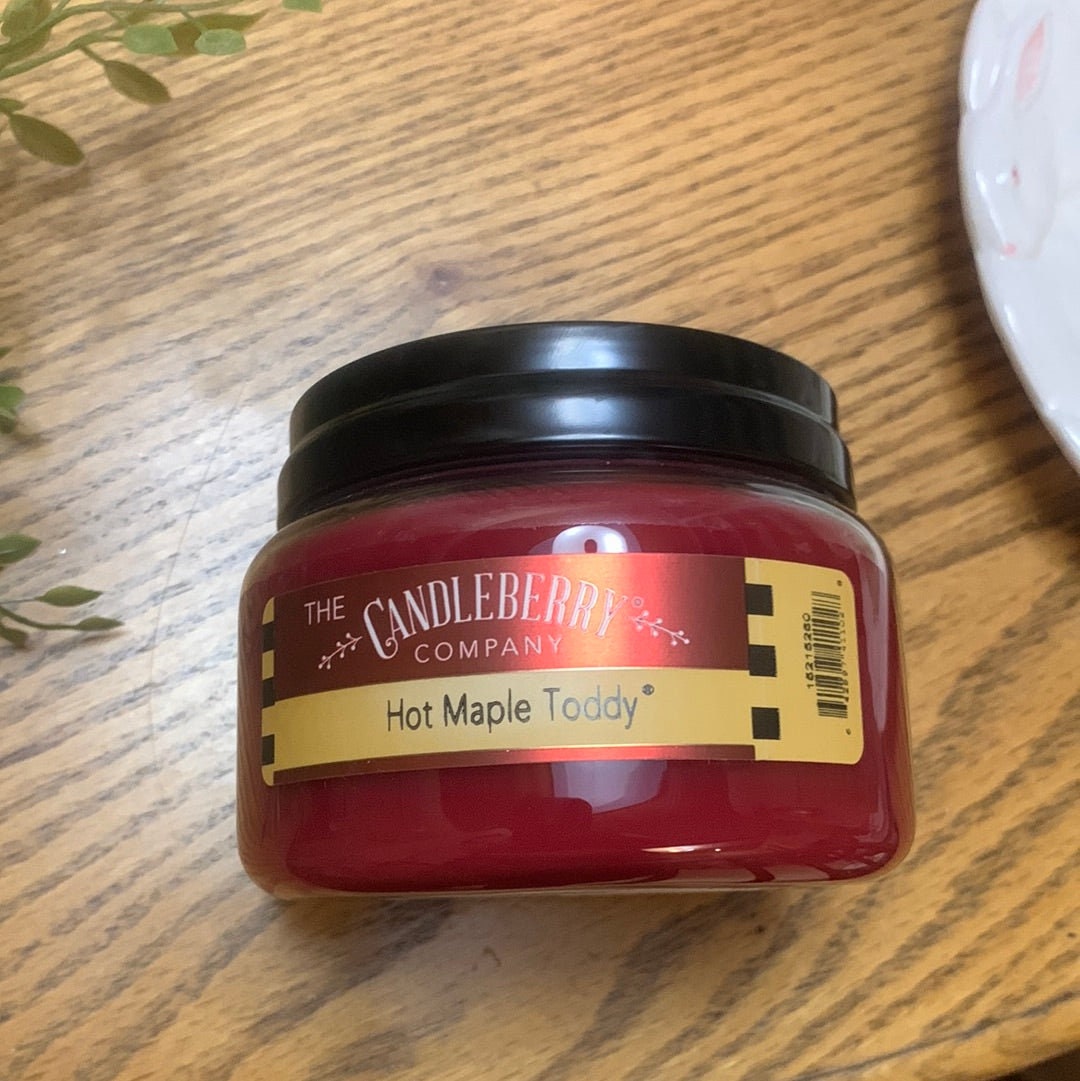 THE CANDLEBERRY®
COMPANY
Hot Maple Toddy®